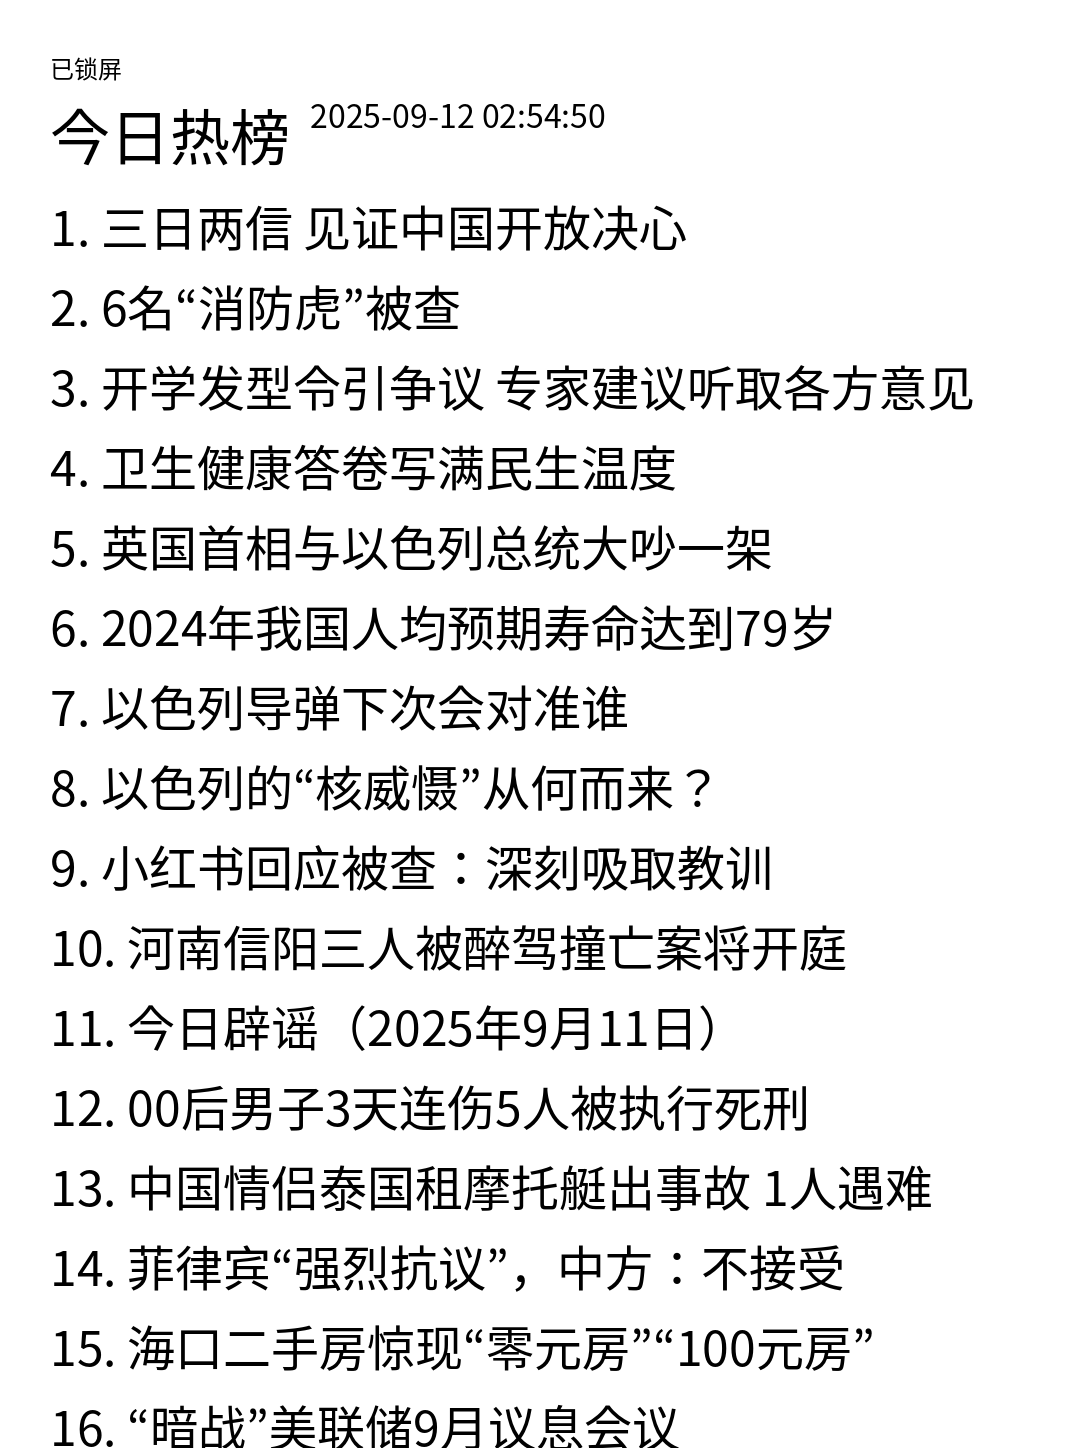 已锁屏
今日热榜 2025-09-12 02:54:50
1. 三日两信 见证中国开放决心
2. 6名“消防虎”被查
3. 开学发型令引争议 专家建议听取各方意见
4. 卫生健康答卷写满民生温度
5. 英国首相与以色列总统大吵一架
6. 2024年我国人均预期寿命达到79岁
7. 以色列导弹下次会对准谁
8. 以色列的“核威慑”从何而来？
9. 小红书回应被查：深刻吸取教训
10. 河南信阳三人被醉驾撞亡案将开庭
11. 今日辟谣（2025年9月11日）
12. 00后男子3天连伤5人被执行死刑
13. 中国情侣泰国租摩托艇出事故 1人遇难
14. 菲律宾“强烈抗议”，中方：不接受
15. 海口二手房惊现“零元房”“100元房”
16. “暗战”美联储9月议息会议